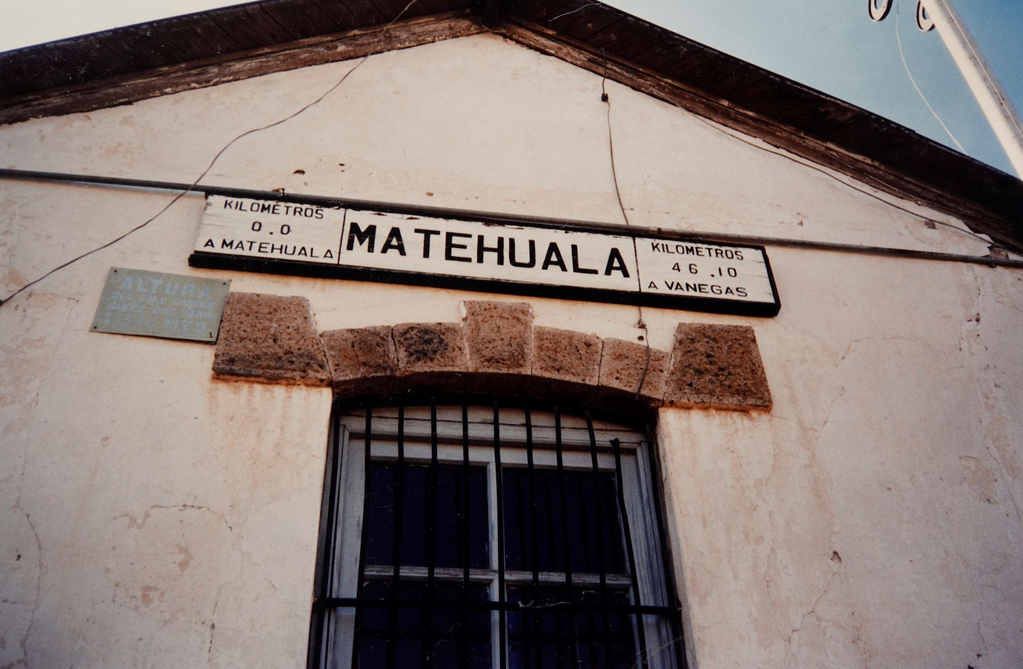 KILOMETROS
0.0
A MATEHUALA
MATEHUALA
KILOMETROS
46.10
A VANEGAS
ALTURA